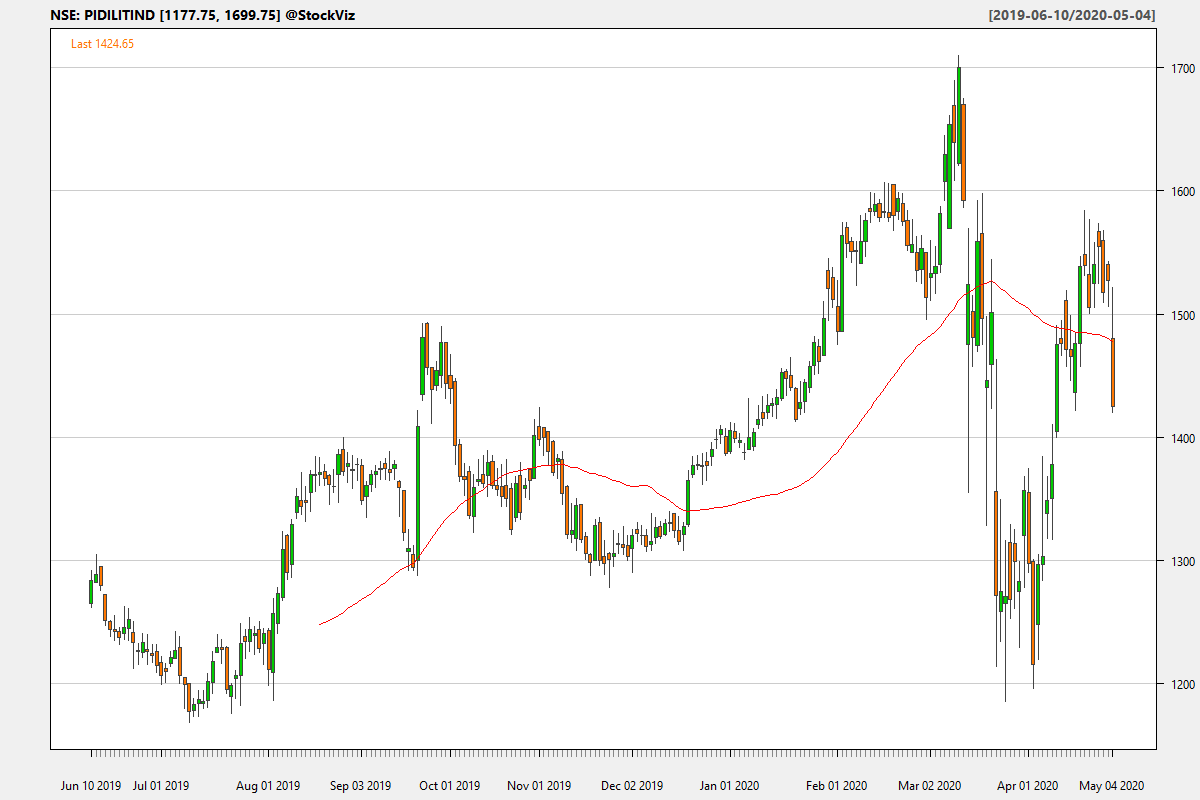 NSE: PIDILITIND [1177.75, 1699.75] @StockViz [2019-06-10/2020-05-04]
Last 1424.65
1700
1600
1500
1400
1300
1200
Jun 10 2019 Jul 01 2019 Aug 01 2019 Sep 03 2019 Oct 01 2019 Nov 01 2019 Dec 02 2019 Jan 01 2020 Feb 01 2020 Mar 02 2020 Apr 01 2020 May 04 2020